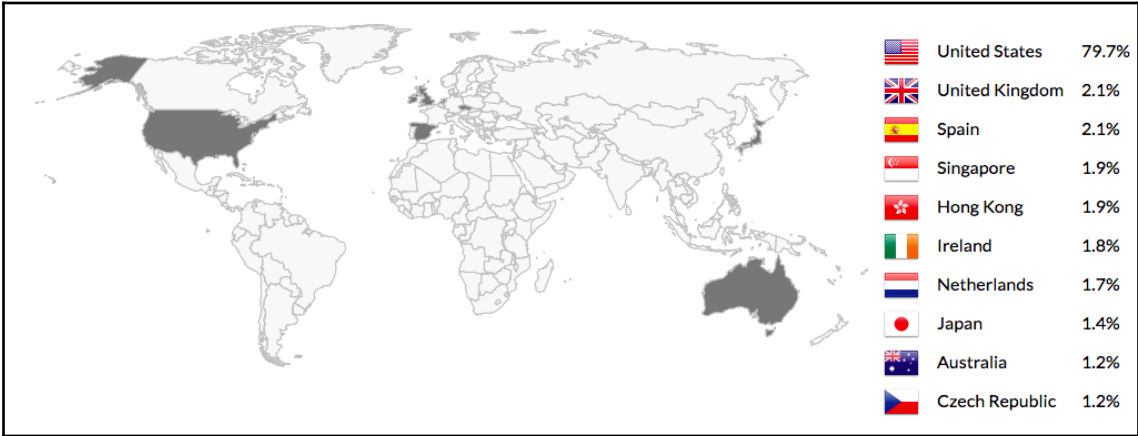 United States 79.7%
United Kingdom 2.1%
Spain 2.1%
Singapore 1.9%
Hong Kong 1.9%
Ireland 1.8%
Netherlands 1.7%
Japan 1.4%
Australia 1.2%
Czech Republic 1.2%